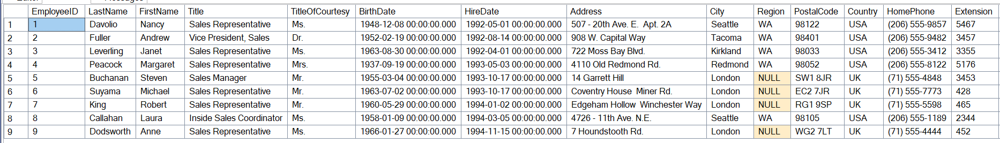 EmployeeID LastName FirstName Title TitleOfCourtesy BirthDate HireDate Address City Region PostalCode Country HomePhone Extension
1 1 Davolio Nancy Sales Representative Ms. 1948-12-08 00:00:00.000 1992-05-01 00:00:00.000 507 - 20th Ave. E.  Apt. 2A Seattle WA 98122 USA (206) 555-9857 5467
2 2 Fuller Andrew Vice President, Sales Dr. 1952-02-19 00:00:00.000 1992-08-14 00:00:00.000 908 W. Capital Way Tacoma WA 98401 USA (206) 555-9482 3457
3 3 Leverling Janet Sales Representative Ms. 1963-08-30 00:00:00.000 1992-04-01 00:00:00.000 722 Moss Bay Blvd. Kirkland WA 98033 USA (206) 555-3412 3355
4 4 Peacock Margaret Sales Representative Mrs. 1937-09-19 00:00:00.000 1993-05-03 00:00:00.000 4110 Old Redmond Rd. Redmond WA 98052 USA (206) 555-8122 5176
5 5 Buchanan Steven Sales Manager Mr. 1955-03-04 00:00:00.000 1993-10-17 00:00:00.000 14 Garrett Hill London NULL SW1 8JR UK (71) 555-4848 3453
6 6 Suyama Michael Sales Representative Mr. 1963-07-02 00:00:00.000 1993-10-17 00:00:00.000 Coventry House  Miner Rd. London NULL EC2 7JR UK (71) 555-7773 428
7 7 King Robert Sales Representative Mr. 1960-05-29 00:00:00.000 1994-01-02 00:00:00.000 Edgeham Hollow  Winchester Way London NULL RG1 9SP UK (71) 555-5598 465
8 8 Callahan Laura Inside Sales Coordinator Ms. 1958-01-09 00:00:00.000 1994-03-05 00:00:00.000 4726 - 11th Ave. N.E. Seattle WA 98105 USA (206) 555-1189 2344
9 9 Dodsworth Anne Sales Representative Ms. 1966-01-27 00:00:00.000 1994-11-15 00:00:00.000 7 Houndstooth Rd. London NULL WG2 7LT UK (71) 555-4444 452